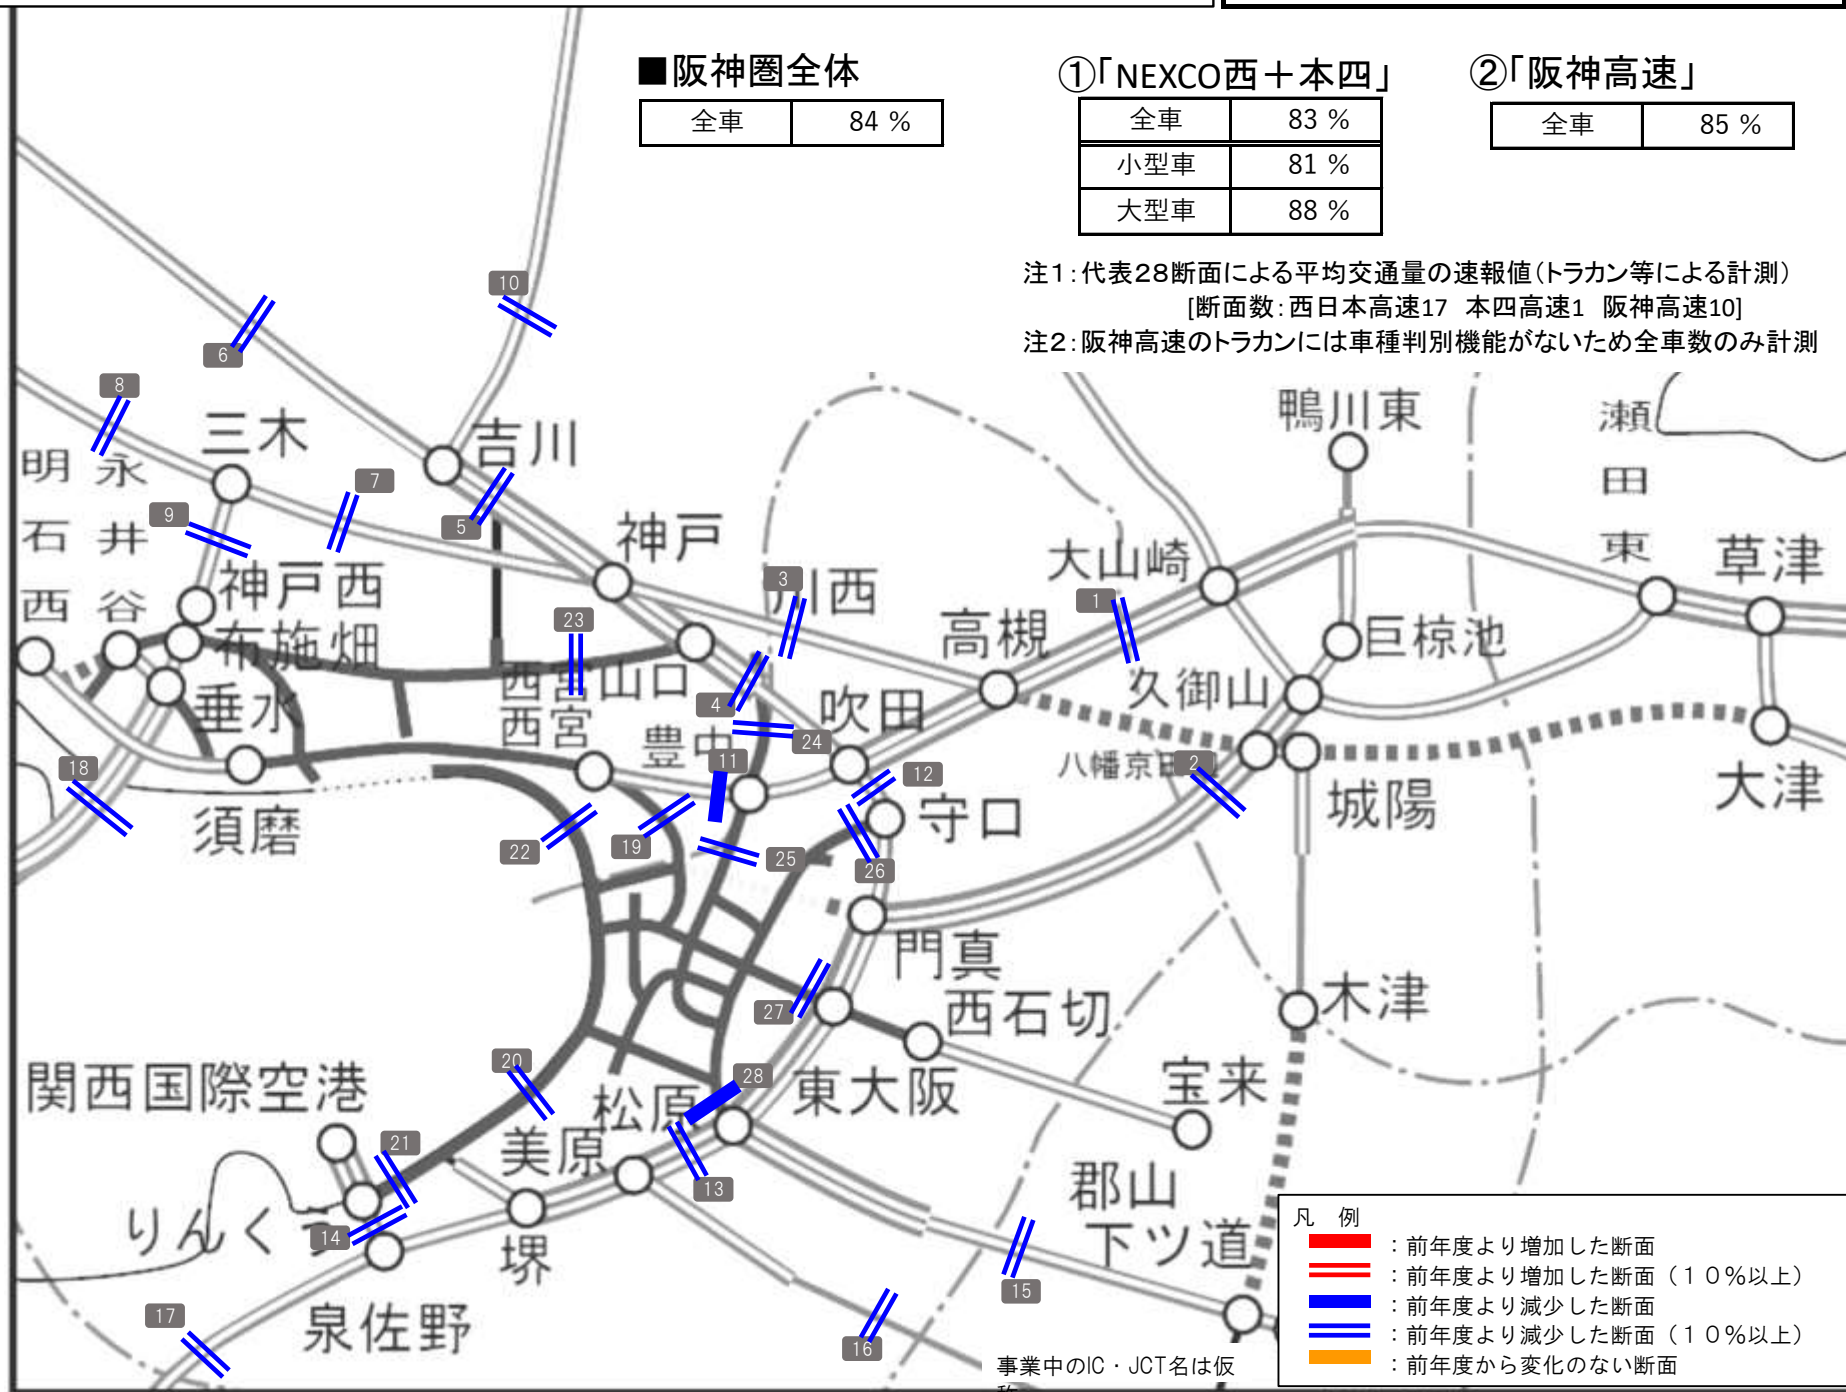 ■阪神圏全体
全車 84 %
①「NEXCO西＋本四」
全車 83 %
小型車 81 %
大型車 88 %
②「阪神高速」
全車 85 %
注１：代表２８断面による平均交通量の速報値（トラカン等による計測）
[断面数：西日本高速17　本四高速1　阪神高速10]
注２：阪神高速のトラカンには車種判別機能がないため全車数のみ計測
10
6
8
三木
吉川
鴨川東
瀬田東
明石西
永井谷
7
9
5
神戸
3
川西
大山崎
草津
神戸西
23
1
高槻
布施畑
巨椋池
西宮山口
4
久御山
垂水
西宮
吹田
24
豊中
11
18
12
八幡京田
2
大津
須磨
22
19
25
守口
城陽
26
門真
27
西石切
木津
関西国際空港
20
松原
28
東大阪
宝来
21
美原
13
郡山
りんくう
14
堺
下ツ道
15
17
泉佐野
16
事業中のIC・JCT名は仮
凡　例
：前年度より増加した断面
：前年度より増加した断面（１０％以上）
：前年度より減少した断面
：前年度より減少した断面（１０％以上）
：前年度から変化のない断面